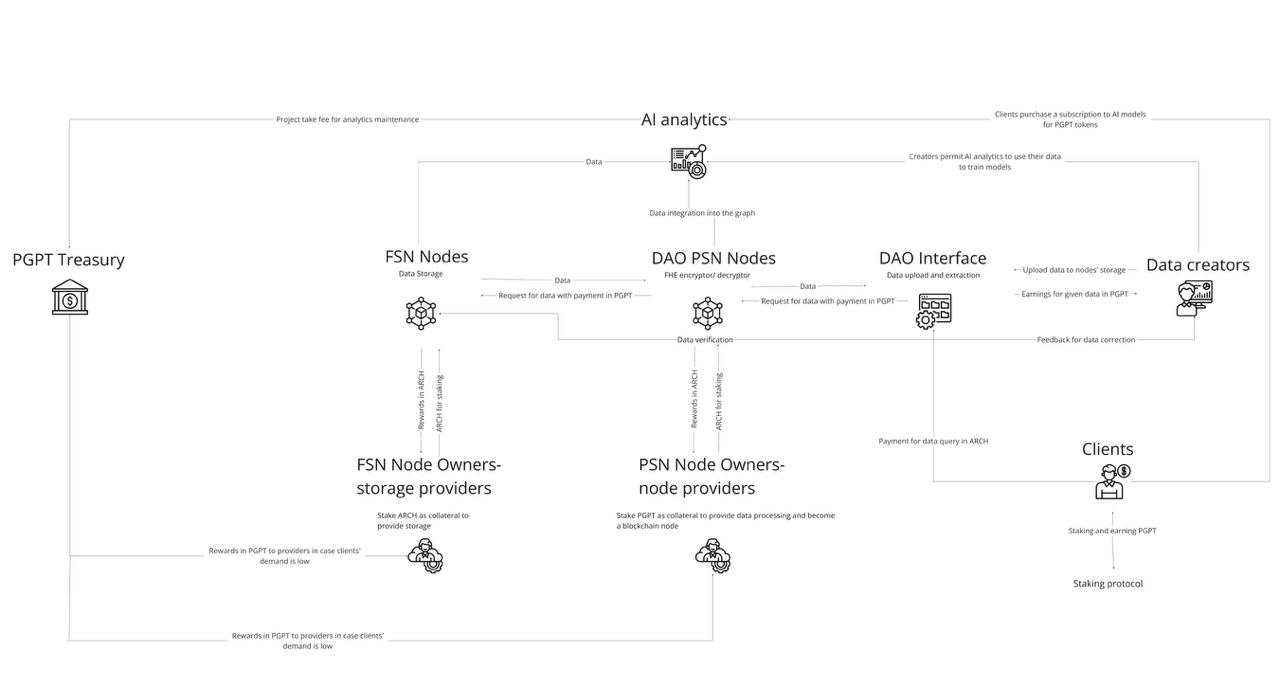 AI analytics
Project take fee for analytics maintenance
Clients purchase a subscription to AI models
for PGPT tokens
Data
Creators permit AI analytics to use their data
to train models
Data integration into the graph
PGPT Treasury
FSN Nodes
Data Storage
DAO PSN Nodes
FHE encryptor/ decryptor
DAO Interface
Data upload and extraction
Data creators
Data
Request for data with payment in PGPT
Data
Request for data with payment in PGPT
Upload data to nodes' storage
Earnings for given data in PGPT
Data verification
Feedback for data correction
Rewards in ARCH
ARCH for staking
Rewards in ARCH
ARCH for staking
Payment for data query in ARCH
Clients
FSN Node Owners-
storage providers
Stake ARCH as collateral to
provide storage
PSN Node Owners-
node providers
Stake PGPT as collateral to provide data processing and become
a blockchain node
Staking and earning PGPT
Staking protocol
Rewards in PGPT to providers in case clients'
demand is low
Rewards in PGPT to providers in case clients'
demand is low